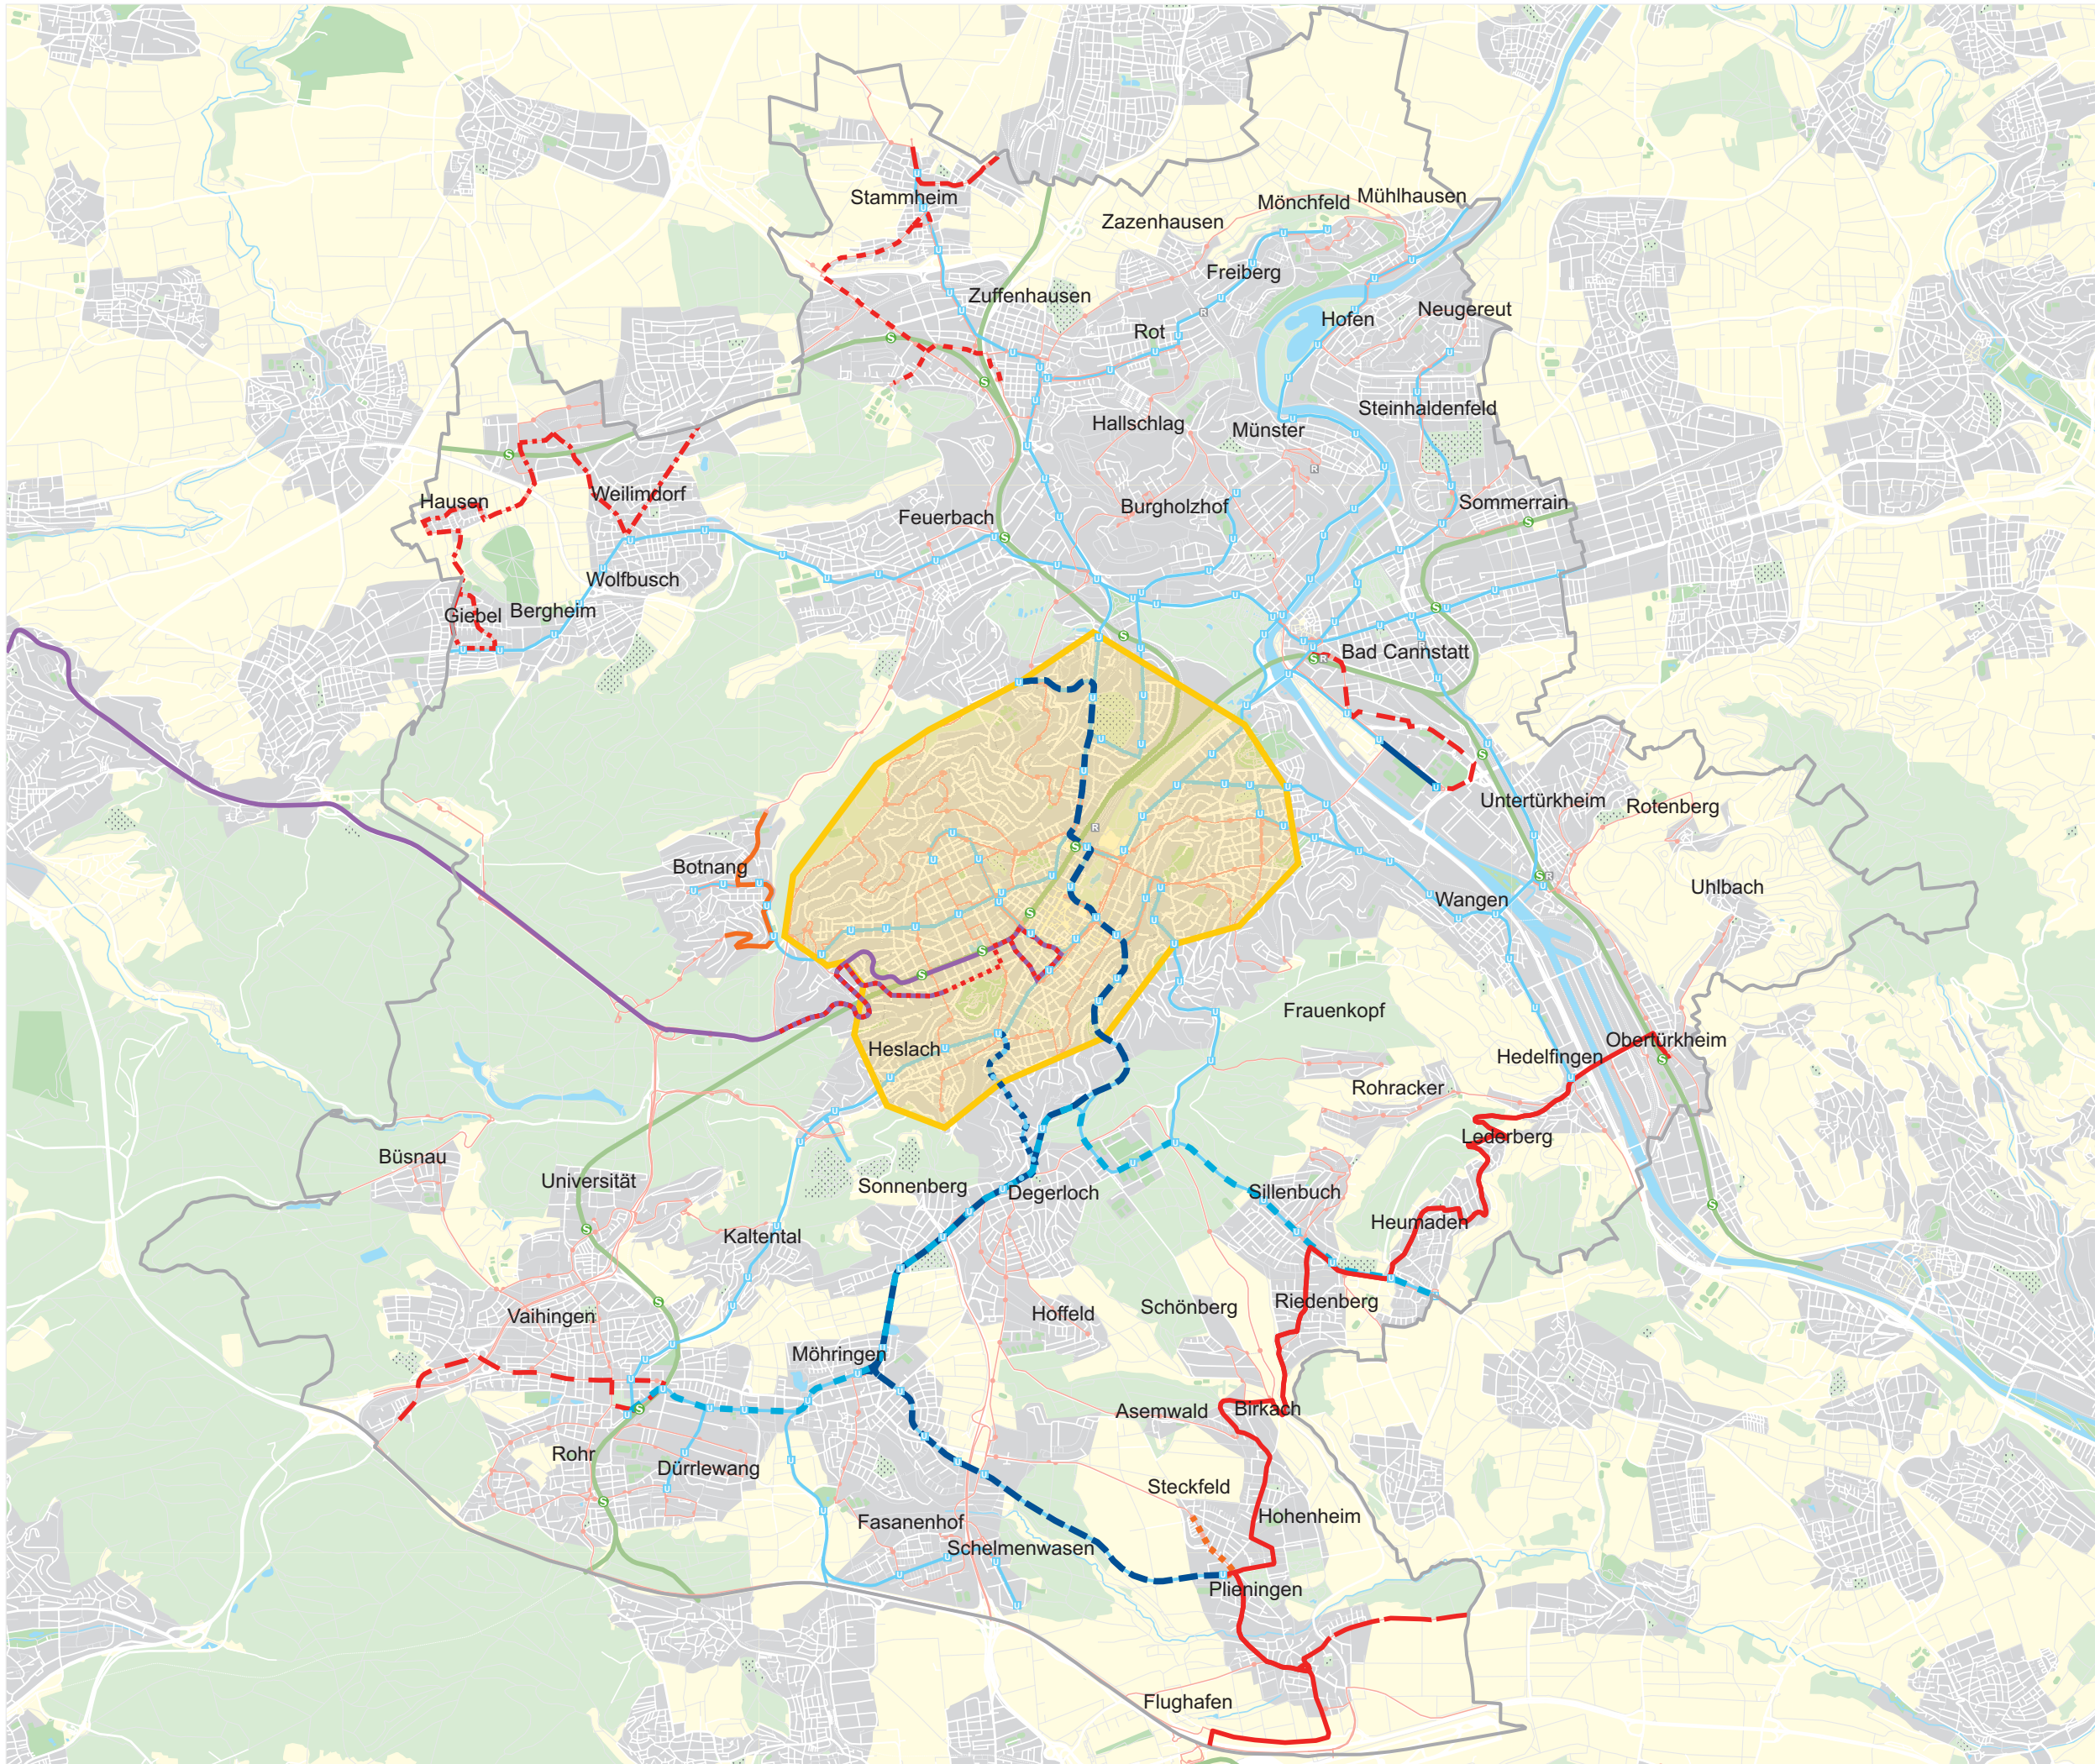 Mühlhausen
Stammheim
Mönchfeld
Zazenhausen
Freiberg
Zuffenhausen
Neugereut
Hofen
Rot
Steinhaldenfeld
Hallschlag
Münster
Weilimdorf
Hausen
Sommerrain
Burgholzhof
Feuerbach
Wolfbusch
Bergheim
Giebel
Bad Cannstatt
Untertürkheim
Rotenberg
Botnang
Uhlbach
Wangen
Frauenkopf
Obertürkheim
Heslach
Hedelfingen
Rohracker
Lederberg
Büsnau
Universität
Sonnenberg
Degerloch
Sillenbuch
Heumaden
Kaltental
Riedenberg
Schönberg
Hoffeld
Vaihingen
Möhringen
Birkach
Asemwald
Rohr
Dürrlewang
Steckfeld
Hohenheim
Fasanenhof
Schelmenwasen
Plieningen
Flughafen